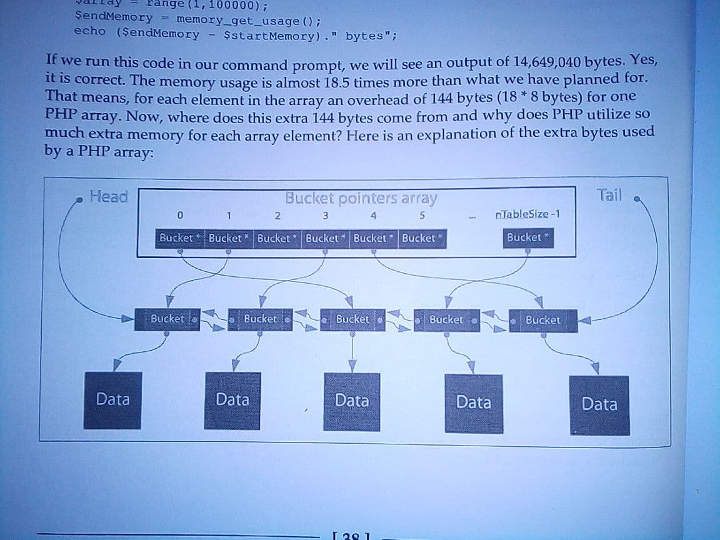 = range(1,100000);
$endMemory = memory_get_usage();
echo ($endMemory - $startMemory)." bytes";
If we run this code in our command prompt, we will see an output of 14,649,040 bytes. Yes,
it is correct. The memory usage is almost 18.5 times more than what we have planned for.
That means, for each element in the array an overhead of 144 bytes (18 * 8 bytes) for one
PHP array. Now, where does this extra 144 bytes come from and why does PHP utilize so
much extra memory for each array element? Here is an explanation of the extra bytes used
by a PHP array:
Head Bucket pointers array Tail
0 1 2 3 4 5 ... nTableSize -1
Bucket * Bucket * Bucket * Bucket * Bucket * Bucket * Bucket *
Bucket Bucket Bucket Bucket Bucket
Data Data Data Data Data
[ 38 ]